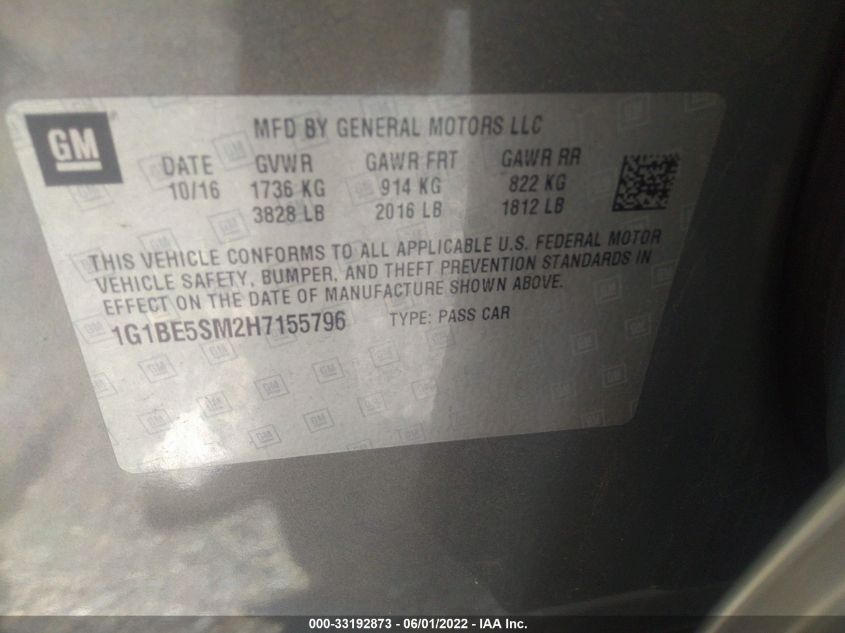 GM
MFD BY GENERAL MOTORS LLC
DATE GVWR GAWR FRT GAWR RR
10/16 1736 KG 914 KG 822 KG
3828 LB 2016 LB 1812 LB
THIS VEHICLE CONFORMS TO ALL APPLICABLE U.S. FEDERAL MOTOR
VEHICLE SAFETY, BUMPER, AND THEFT PREVENTION STANDARDS IN
EFFECT ON THE DATE OF MANUFACTURE SHOWN ABOVE.
1G1BE5SM2H7155796 TYPE: PASS CAR
000-33192873 - 06/01/2022 - IAA Inc.